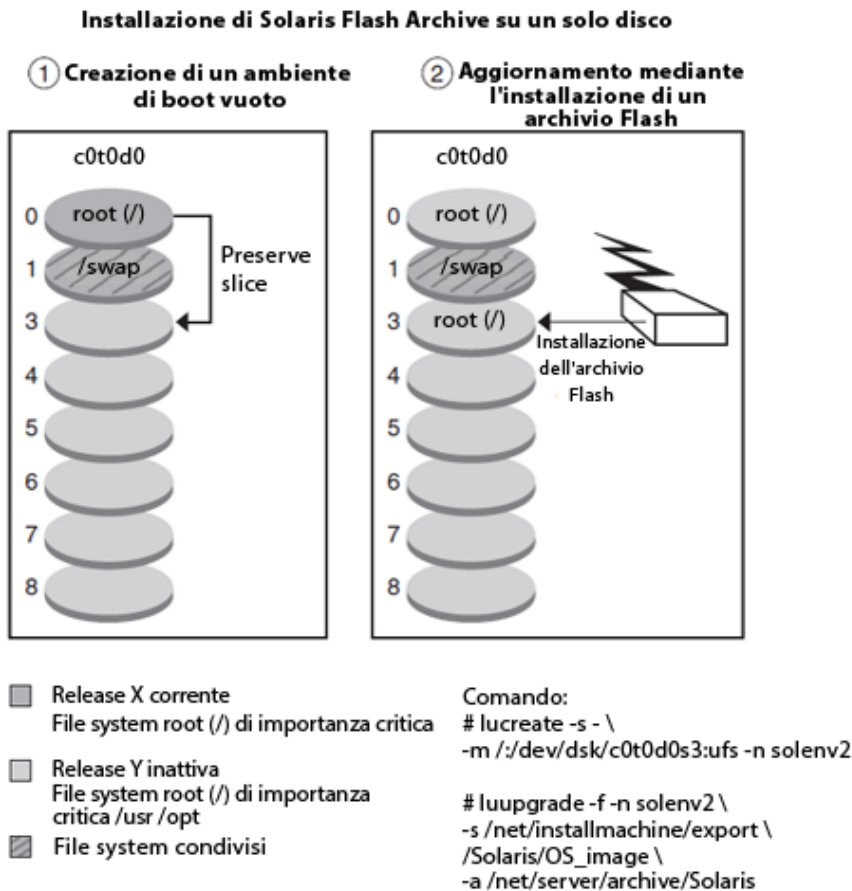 Installazione di Solaris Flash Archive su un solo disco
1 Creazione di un ambiente
di boot vuoto
c0t0d0
0 root (/)
1 /swap
Preserve
slice
3
4
5
6
7
8
2 Aggiornamento mediante
l'installazione di un
archivio Flash
c0t0d0
0 root (/)
1 /swap
3 root (/)
Installazione
dell'archivio
Flash
4
5
6
7
8
Release X corrente
File system root (/) di importanza critica
Release Y inattiva
File system root (/) di importanza
critica /usr /opt
File system condivisi
Comando:
# lucreate -s - \
-m /:/dev/dsk/c0t0d0s3:ufs -n solenv2
# luupgrade -f -n solenv2 \
-s /net/installmachine/export \
/Solaris/OS_image \
-a /net/server/archive/Solaris